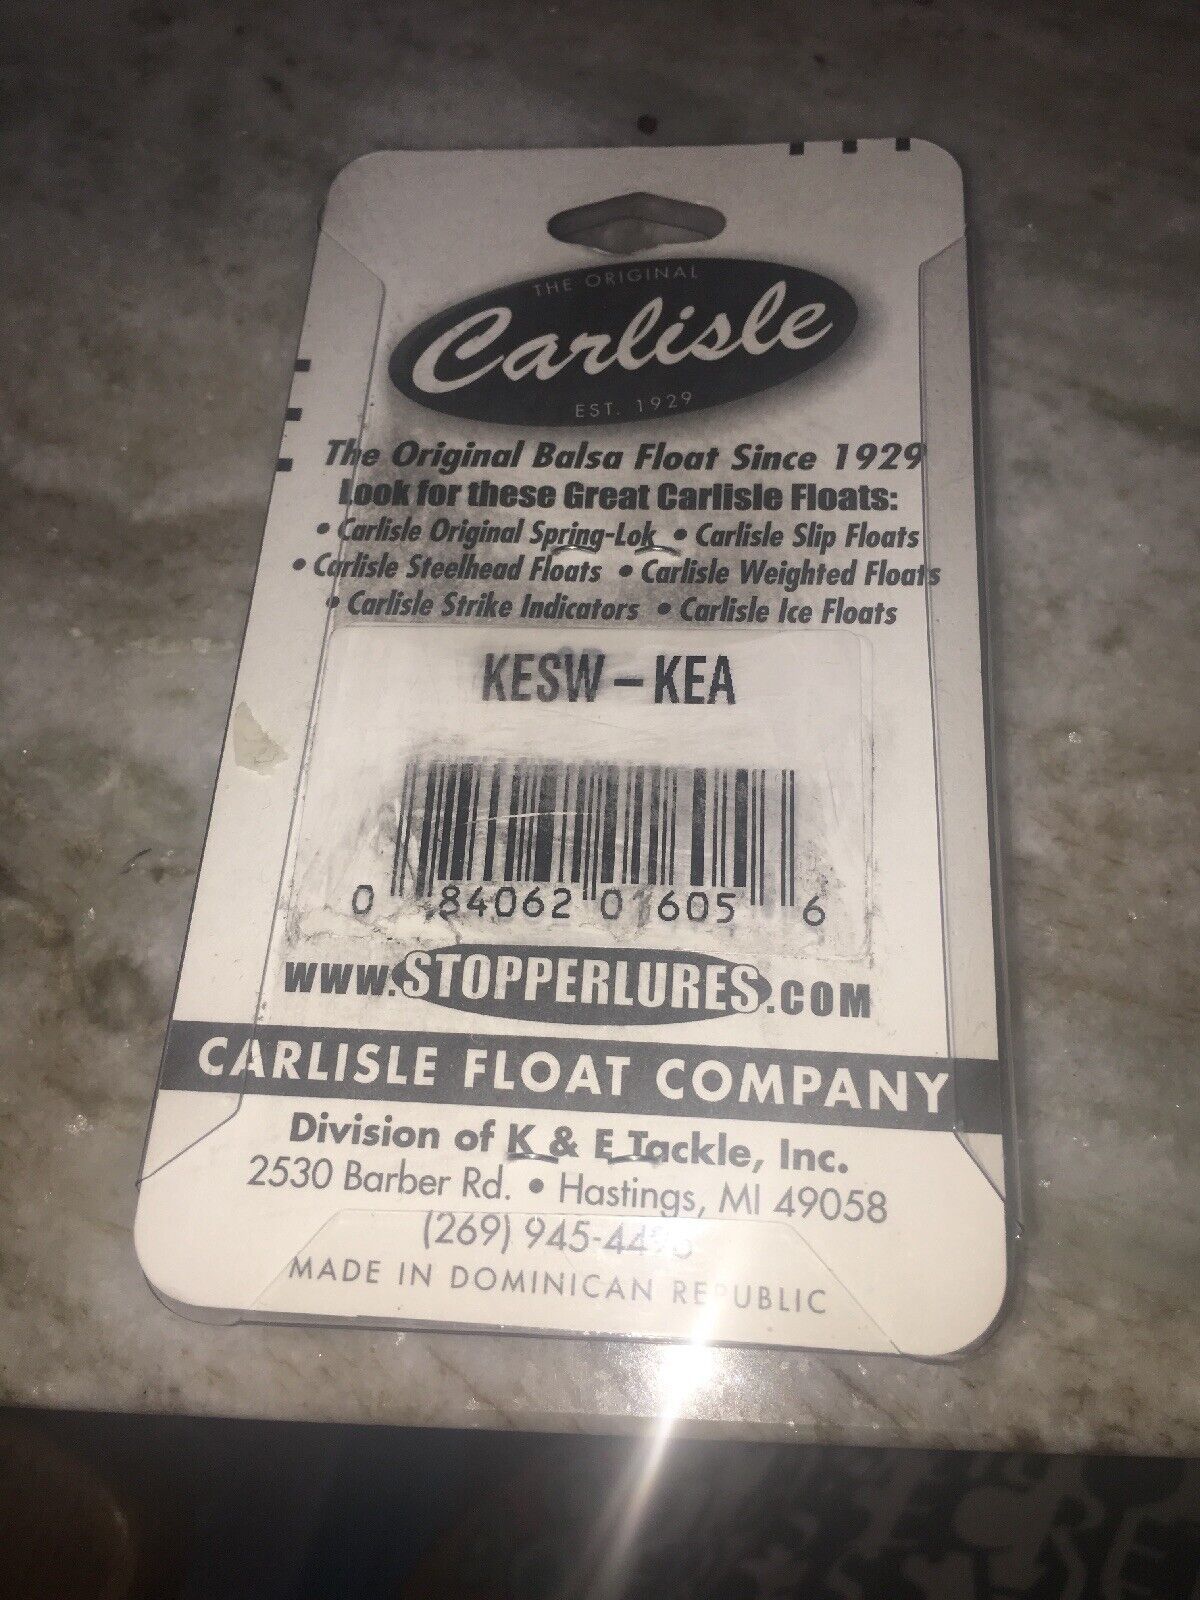 THE ORIGINAL
Carlisle
EST. 1929
The Original Balsa Float Since 1929
Look for these Great Carlisle Floats:
• Carlisle Original Spring-Lok • Carlisle Slip Floats
• Carlisle Steelhead Floats • Carlisle Weighted Floats
• Carlisle Strike Indicators • Carlisle Ice Floats
KESW – KEA
0 84062 01605 6
WWW.STOPPERLURES.COM
CARLISLE FLOAT COMPANY
Division of K & E Tackle, Inc.
2530 Barber Rd. • Hastings, MI 49058
(269)
MADE IN DOMINICAN REPUBLIC